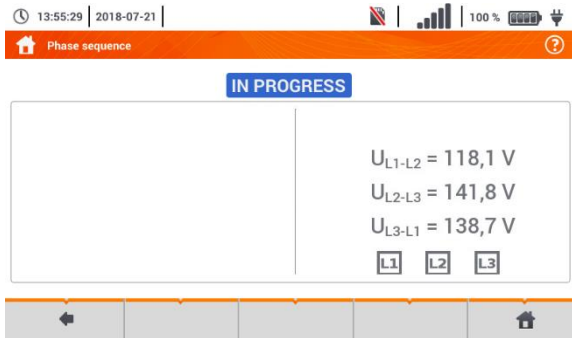 13:55:29 2018-07-21 100 %
Phase sequence ?
IN PROGRESS
UL1-L2 = 118,1 V
UL2-L3 = 141,8 V
UL3-L1 = 138,7 V
L1 L2 L3